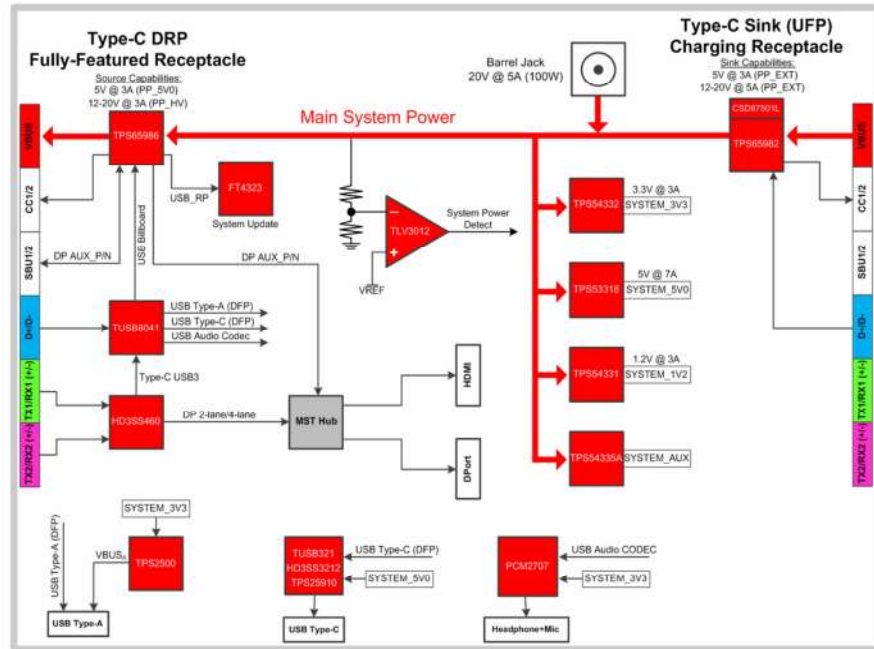 Type-C DRP
Fully-Featured Receptacle
Source Capabilities:
5V @ 3A (PP_5V0)
12-20V @ 3A (PP_HV)
Barrel Jack
20V @ 5A (100W)
Type-C Sink (UFP)
Charging Receptacle
Sink Capabilities:
5V @ 3A (PP_EXT)
12-20V @ 5A (PP_EXT)
CSD87501L
VBUS
TPS65986
Main System Power
TPS65982
VBUS
CC1/2
USB_RP
FT4323
System Update
TPS54332
3.3V @ 3A
SYSTEM_3V3
CC1/2
TLV3012
System Power
Detect
VREF
SBU1/2
DP AUX_P/N
USB Billboard
DP AUX_P/N
TPS53318
5V @ 7A
SYSTEM_5V0
SBU1/2
D+/D-
TUSB8041
USB Type-A (DFP)
USB Type-C (DFP)
USB Audio Codec
D+/D-
Type-C USB3
TPS54331
1.2V @ 3A
SYSTEM_1V2
TX1/RX1 (+/-)
HD3SS460
DP 2-lane/4-lane
MST Hub
HDMI
TX1/RX1 (+/-)
TX2/RX2 (+/-)
DPort
TPS54335A
SYSTEM_AUX
TX2/RX2 (+/-)
SYSTEM_3V3
USB Type-A (DFP)
VBUSA
TPS2500
USB Type-A
TUSB321
HD3SS3212
TPS25910
USB Type-C (DFP)
SYSTEM_5V0
USB Type-C
PCM2707
USB Audio CODEC
SYSTEM_3V3
Headphone+Mic